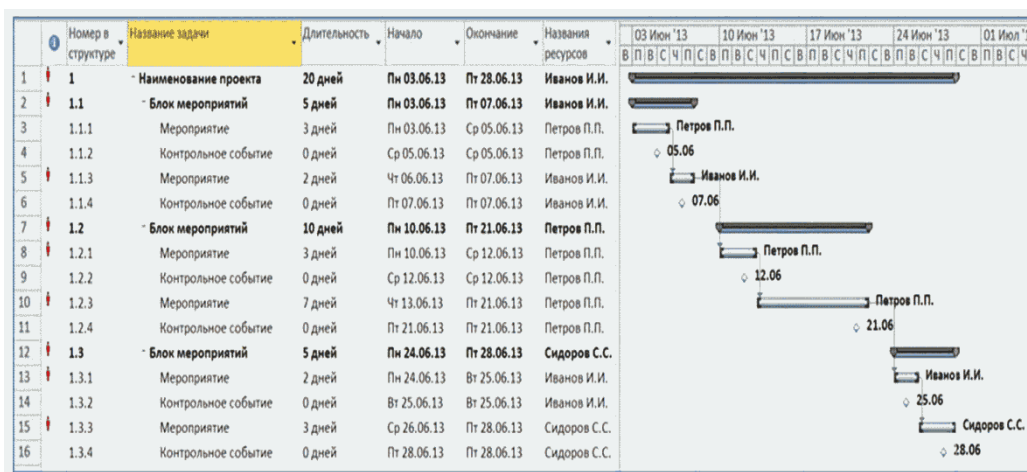 Номер в структуре Название задачи Длительность Начало Окончание Названия ресурсов 03 Июн '13 10 Июн '13 17 Июн '13 24 Июн '13 01 Июл '1
В П В С Ч П С В П В С Ч П С В П В С Ч П С В П В С Ч П С В П В С Ч
1 1 Наименование проекта 20 дней Пн 03.06.13 Пт 28.06.13 Иванов И.И.
2 1.1 Блок мероприятий 5 дней Пн 03.06.13 Пт 07.06.13 Иванов И.И.
3 1.1.1 Мероприятие 3 дней Пн 03.06.13 Ср 05.06.13 Петров П.П. Петров П.П.
4 1.1.2 Контрольное событие 0 дней Ср 05.06.13 Ср 05.06.13 Петров П.П. 05.06
5 1.1.3 Мероприятие 2 дней Чт 06.06.13 Пт 07.06.13 Иванов И.И. Иванов И.И.
6 1.1.4 Контрольное событие 0 дней Пт 07.06.13 Пт 07.06.13 Иванов И.И. 07.06
7 1.2 Блок мероприятий 10 дней Пн 10.06.13 Пт 21.06.13 Петров П.П.
8 1.2.1 Мероприятие 3 дней Пн 10.06.13 Ср 12.06.13 Петров П.П. Петров П.П.
9 1.2.2 Контрольное событие 0 дней Ср 12.06.13 Ср 12.06.13 Петров П.П. 12.06
10 1.2.3 Мероприятие 7 дней Чт 13.06.13 Пт 21.06.13 Петров П.П. Петров П.П.
11 1.2.4 Контрольное событие 0 дней Пт 21.06.13 Пт 21.06.13 Петров П.П. 21.06
12 1.3 Блок мероприятий 5 дней Пн 24.06.13 Пт 28.06.13 Сидоров С.С.
13 1.3.1 Мероприятие 2 дней Пн 24.06.13 Вт 25.06.13 Иванов И.И. Иванов И.И.
14 1.3.2 Контрольное событие 0 дней Вт 25.06.13 Вт 25.06.13 Иванов И.И. 25.06
15 1.3.3 Мероприятие 3 дней Ср 26.06.13 Пт 28.06.13 Сидоров С.С. Сидоров С.С.
16 1.3.4 Контрольное событие 0 дней Пт 28.06.13 Пт 28.06.13 Сидоров С.С. 28.06